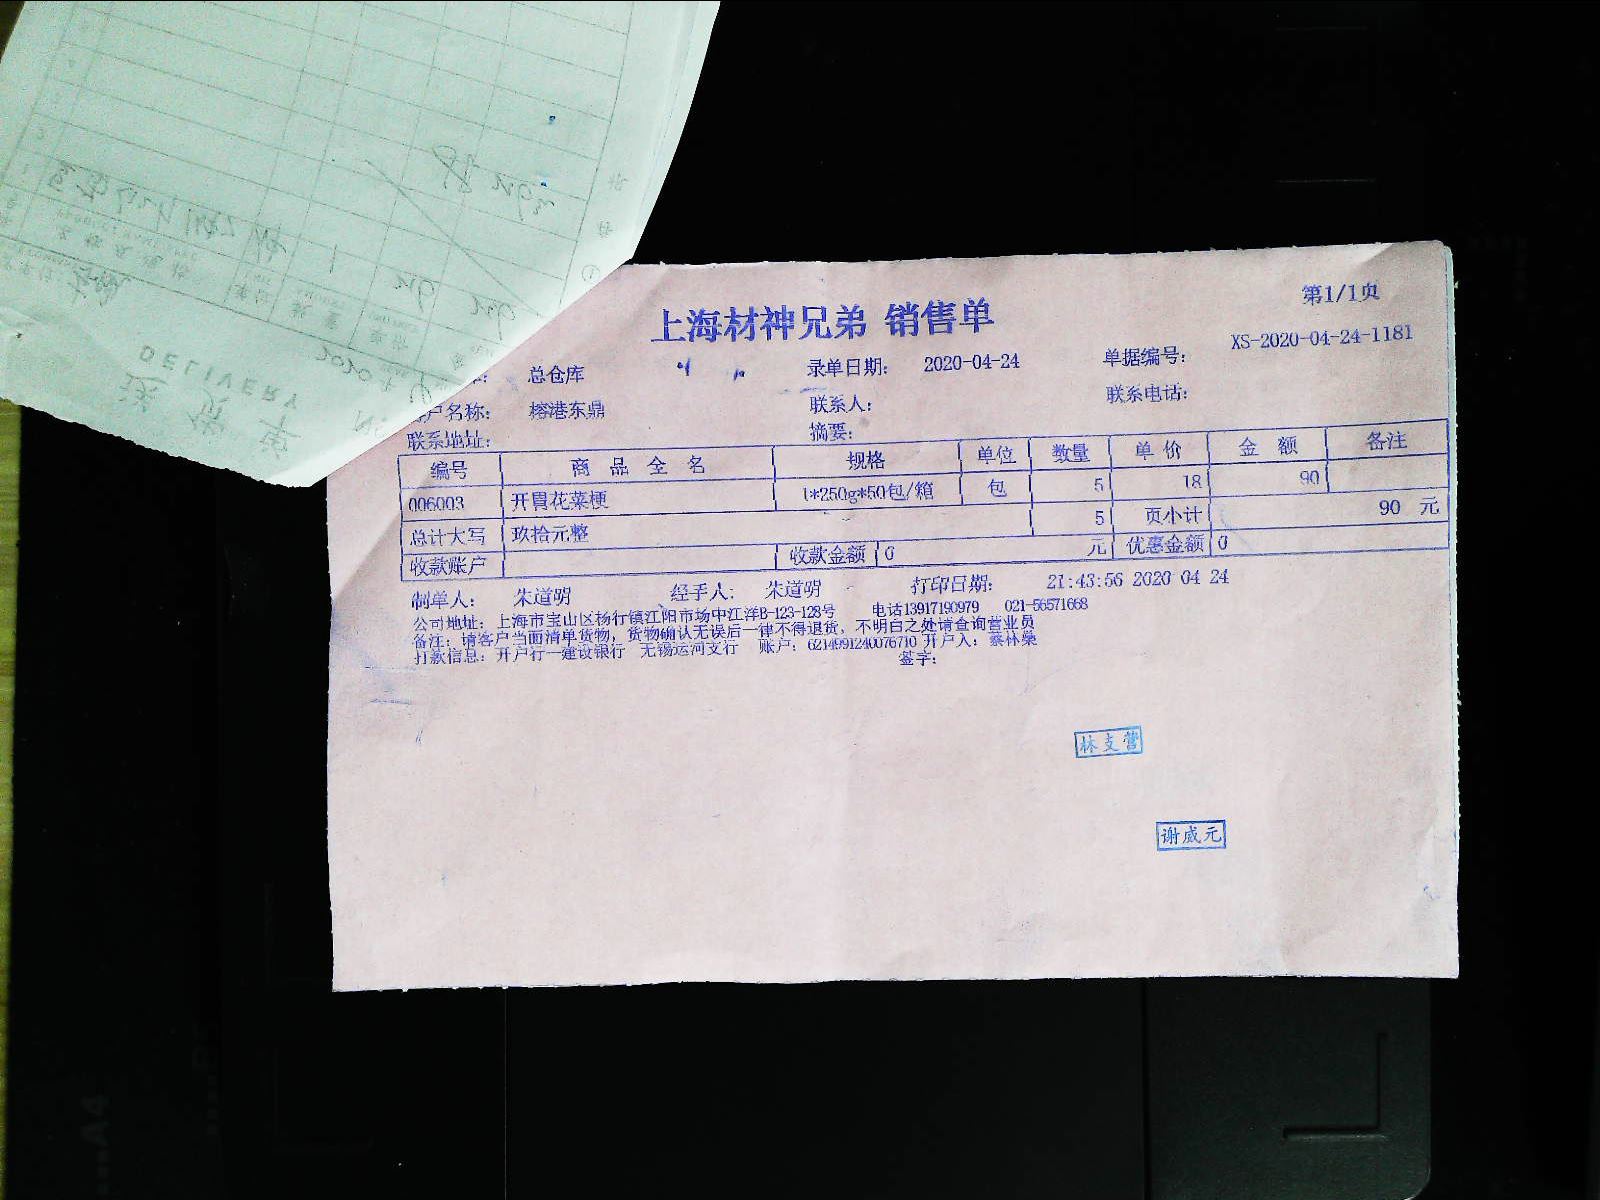 上海材神兄弟 销售单
第1/1页
总仓库 录单日期: 2020-04-24 单据编号: XS-2020-04-24-1181
户名称: 榕港东鼎 联系人: 联系电话:
联系地址: 摘要:
编号 商 品 全 名 规格 单位 数量 单 价 金 额 备注
006003 开胃花菜梗 1*250g*50包/箱 包 5 18 90
总计大写 玖拾元整 5 页小计 90 元
收款账户 收款金额 0 元 优惠金额 0
制单人: 朱道明 经手人: 朱道明 打印日期: 21:43:56 2020 04 24
公司地址: 上海市宝山区杨行镇江阳市场中江洋B-123-128号 电话13917190979 021-56571668
备注: 请客户当面清单货物, 货物确认无误后一律不得退货, 不明白之处请查询营业员
打款信息: 开户行一建设银行 无锡运河支行 账户: 6214991240076710 开户人: 蔡林燊
签字:
林支营
谢咸元
DELIVERY
送 货 单